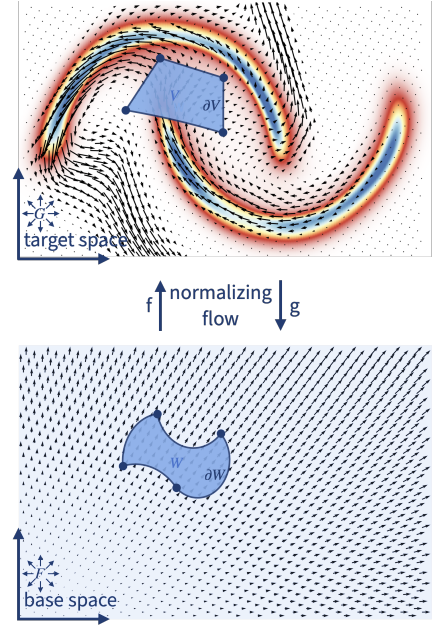 V
∂V
G
target space
f
normalizing
flow
g
W
∂W
F
base space